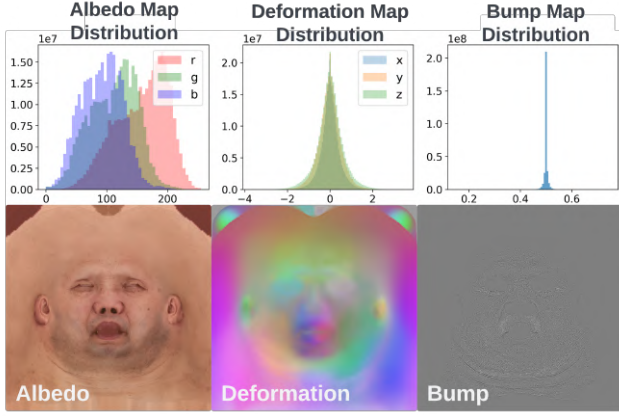 Albedo Map
Distribution
Deformation Map
Distribution
Bump Map
Distribution
1e7
1.50
1.25
1.00
0.75
0.50
0.25
0.00
r
g
b
0
100
200
1e7
2.0
1.5
1.0
0.5
0.0
x
y
z
−4
−2
0
2
1e8
2.0
1.5
1.0
0.5
0.0
0.2
0.4
0.6
Albedo
Deformation
Bump